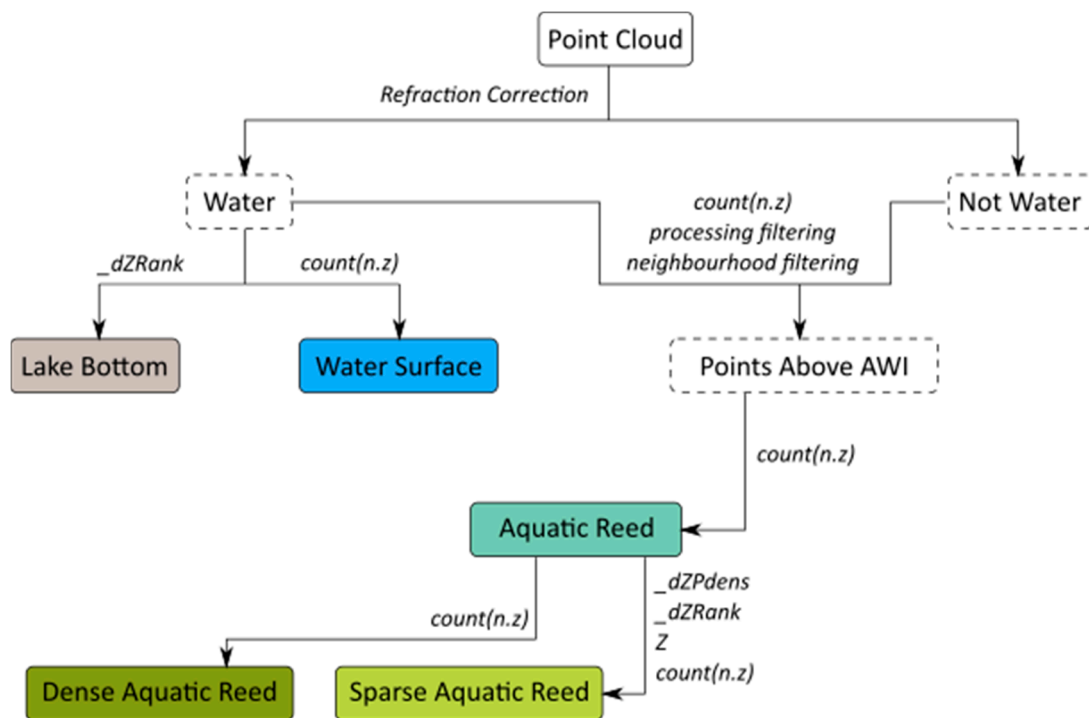 Point Cloud
Refraction Correction
Water
count(n.z)
processing filtering
neighbourhood filtering
Not Water
_dZRank
count(n.z)
Lake Bottom
Water Surface
Points Above AWI
count(n.z)
Aquatic Reed
count(n.z)
_dZPdens
_dZRank
Z
count(n.z)
Dense Aquatic Reed
Sparse Aquatic Reed